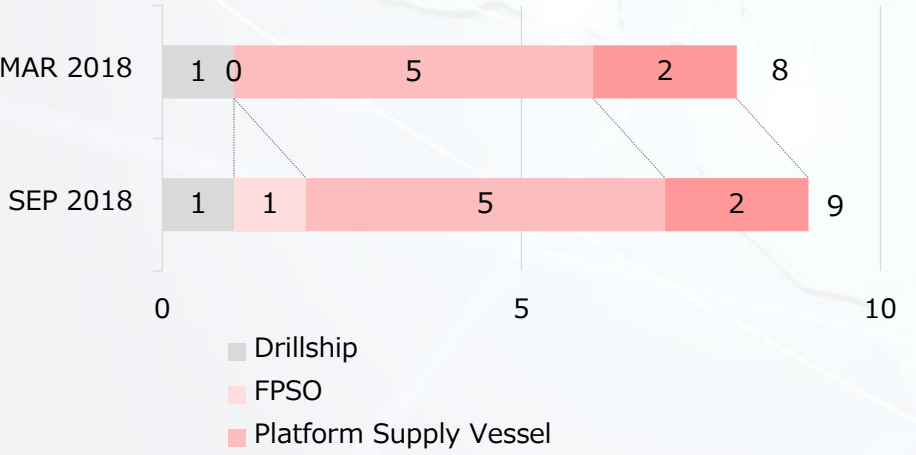 MAR 2018
1 0 5 2 8
SEP 2018
1 1 5 2 9
0 5 10
Drillship
FPSO
Platform Supply Vessel